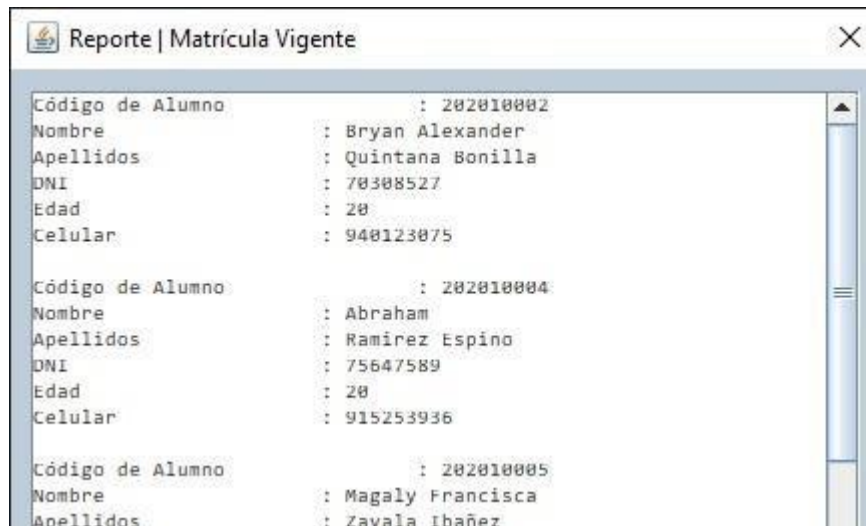 Reporte | Matrícula Vigente
Código de Alumno : 202010002
Nombre : Bryan Alexander
Apellidos : Quintana Bonilla
DNI : 70308527
Edad : 20
Celular : 940123075
Código de Alumno : 202010004
Nombre : Abraham
Apellidos : Ramirez Espino
DNI : 75647589
Edad : 20
Celular : 915253936
Código de Alumno : 202010005
Nombre : Magaly Francisca
Apellidos : Zavala Ibañez